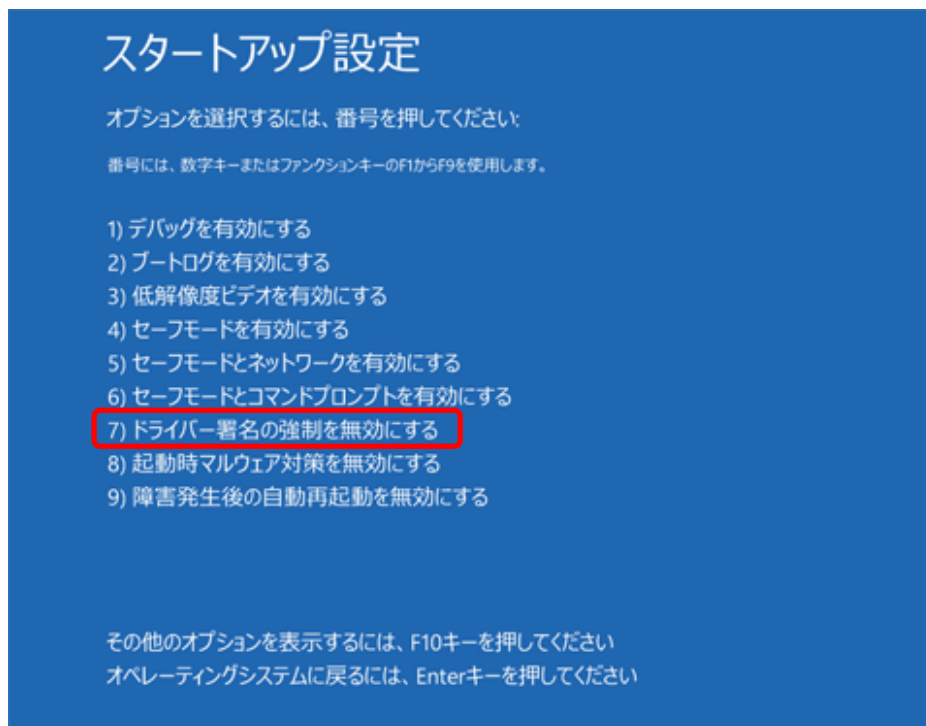 スタートアップ設定
オプションを選択するには、番号を押してください:
番号には、数字キーまたはファンクションキーのF1からF9を使用します。
1) デバッグを有効にする
2) ブートログを有効にする
3) 低解像度ビデオを有効にする
4) セーフモードを有効にする
5) セーフモードとネットワークを有効にする
6) セーフモードとコマンドプロンプトを有効にする
7) ドライバー署名の強制を無効にする
8) 起動時マルウェア対策を無効にする
9) 障害発生後の自動再起動を無効にする
その他のオプションを表示するには、F10キーを押してください
オペレーティングシステムに戻るには、Enterキーを押してください